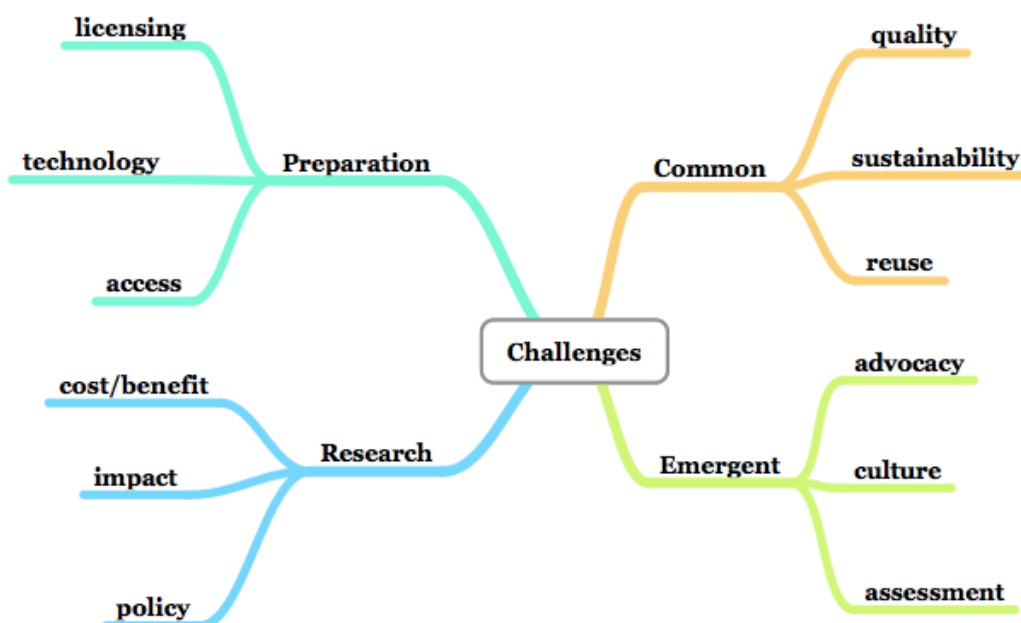 licensing
technology
Preparation
access
quality
Common
sustainability
reuse
Challenges
cost/benefit
Research
impact
policy
advocacy
Emergent
culture
assessment